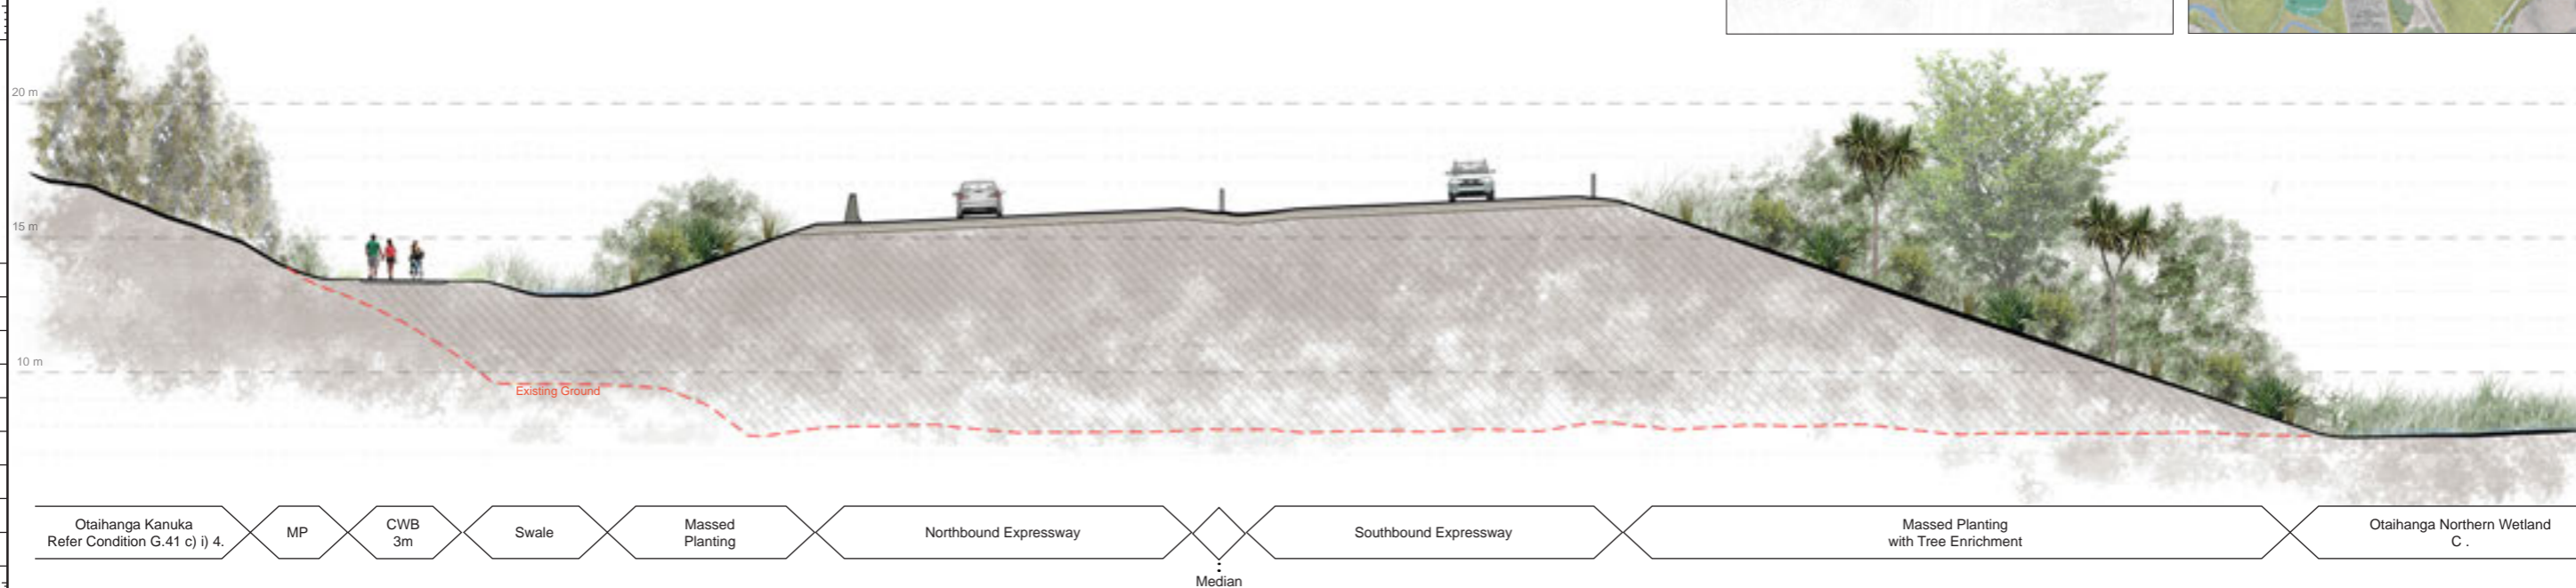 20 m
15 m
10 m
Existing Ground
Otaihanga Kanuka
Refer Condition G.41 c) i) 4.
MP
CWB
3m
Swale
Massed
Planting
Northbound Expressway
Median
Southbound Expressway
Massed Planting
with Tree Enrichment
Otaihanga Northern Wetland
C .